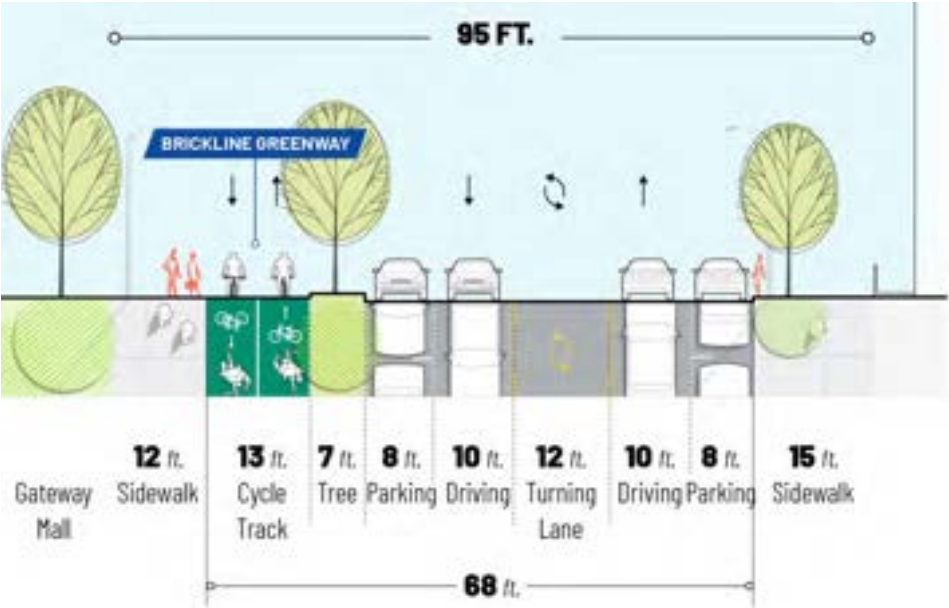 95 FT.
BRICKLINE GREENWAY
12 ft. 13 ft. 7 ft. 8 ft. 10 ft. 12 ft. 10 ft. 8 ft. 15 ft.
Gateway Sidewalk Cycle Tree Parking Driving Turning Driving Parking Sidewalk
Mall Track Lane
68 ft.